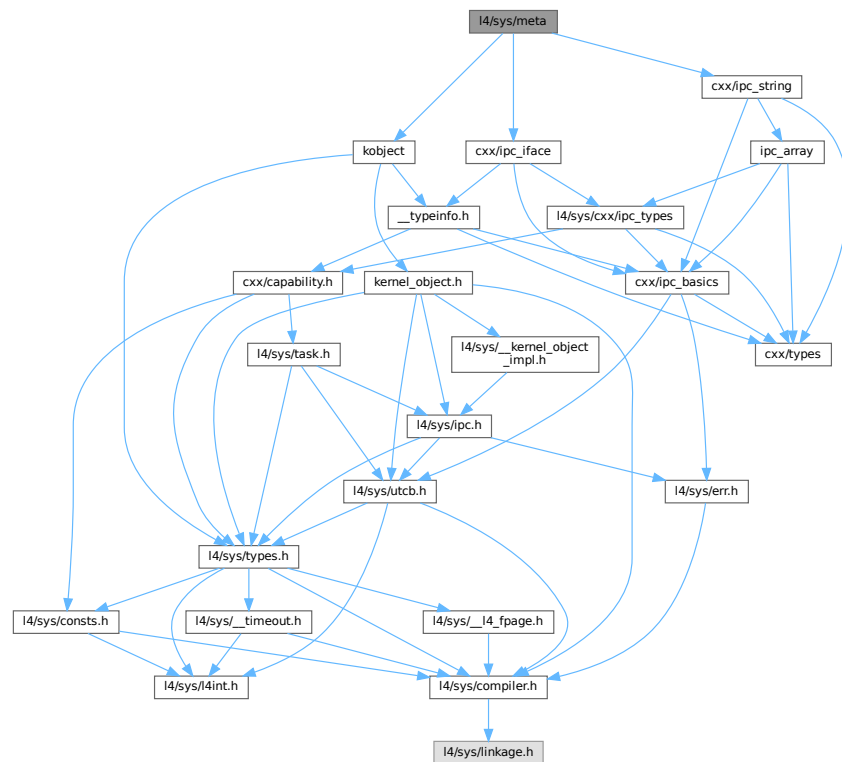 l4/sys/meta
cxx/ipc_string
kobject
cxx/ipc_iface
ipc_array
__typeinfo.h
l4/sys/cxx/ipc_types
cxx/capability.h
kernel_object.h
cxx/ipc_basics
l4/sys/task.h
l4/sys/__kernel_object
_impl.h
cxx/types
l4/sys/ipc.h
l4/sys/utcb.h
l4/sys/err.h
l4/sys/types.h
l4/sys/consts.h
l4/sys/__timeout.h
l4/sys/__l4_fpage.h
l4/sys/l4int.h
l4/sys/compiler.h
l4/sys/linkage.h